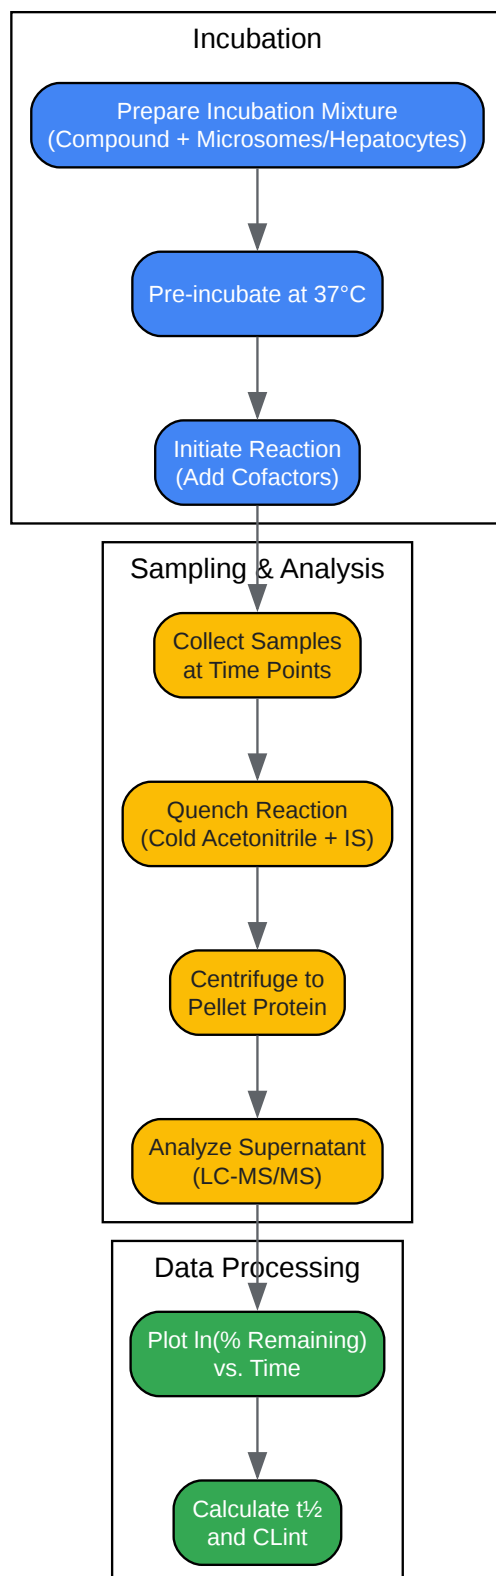 Incubation
Prepare Incubation Mixture
(Compound + Microsomes/Hepatocytes)
Pre-incubate at 37°C
Initiate Reaction
(Add Cofactors)
Sampling & Analysis
Collect Samples
at Time Points
Quench Reaction
(Cold Acetonitrile + IS)
Centrifuge to
Pellet Protein
Analyze Supernatant
(LC-MS/MS)
Data Processing
Plot ln(% Remaining)
vs. Time
Calculate t½
and CLint